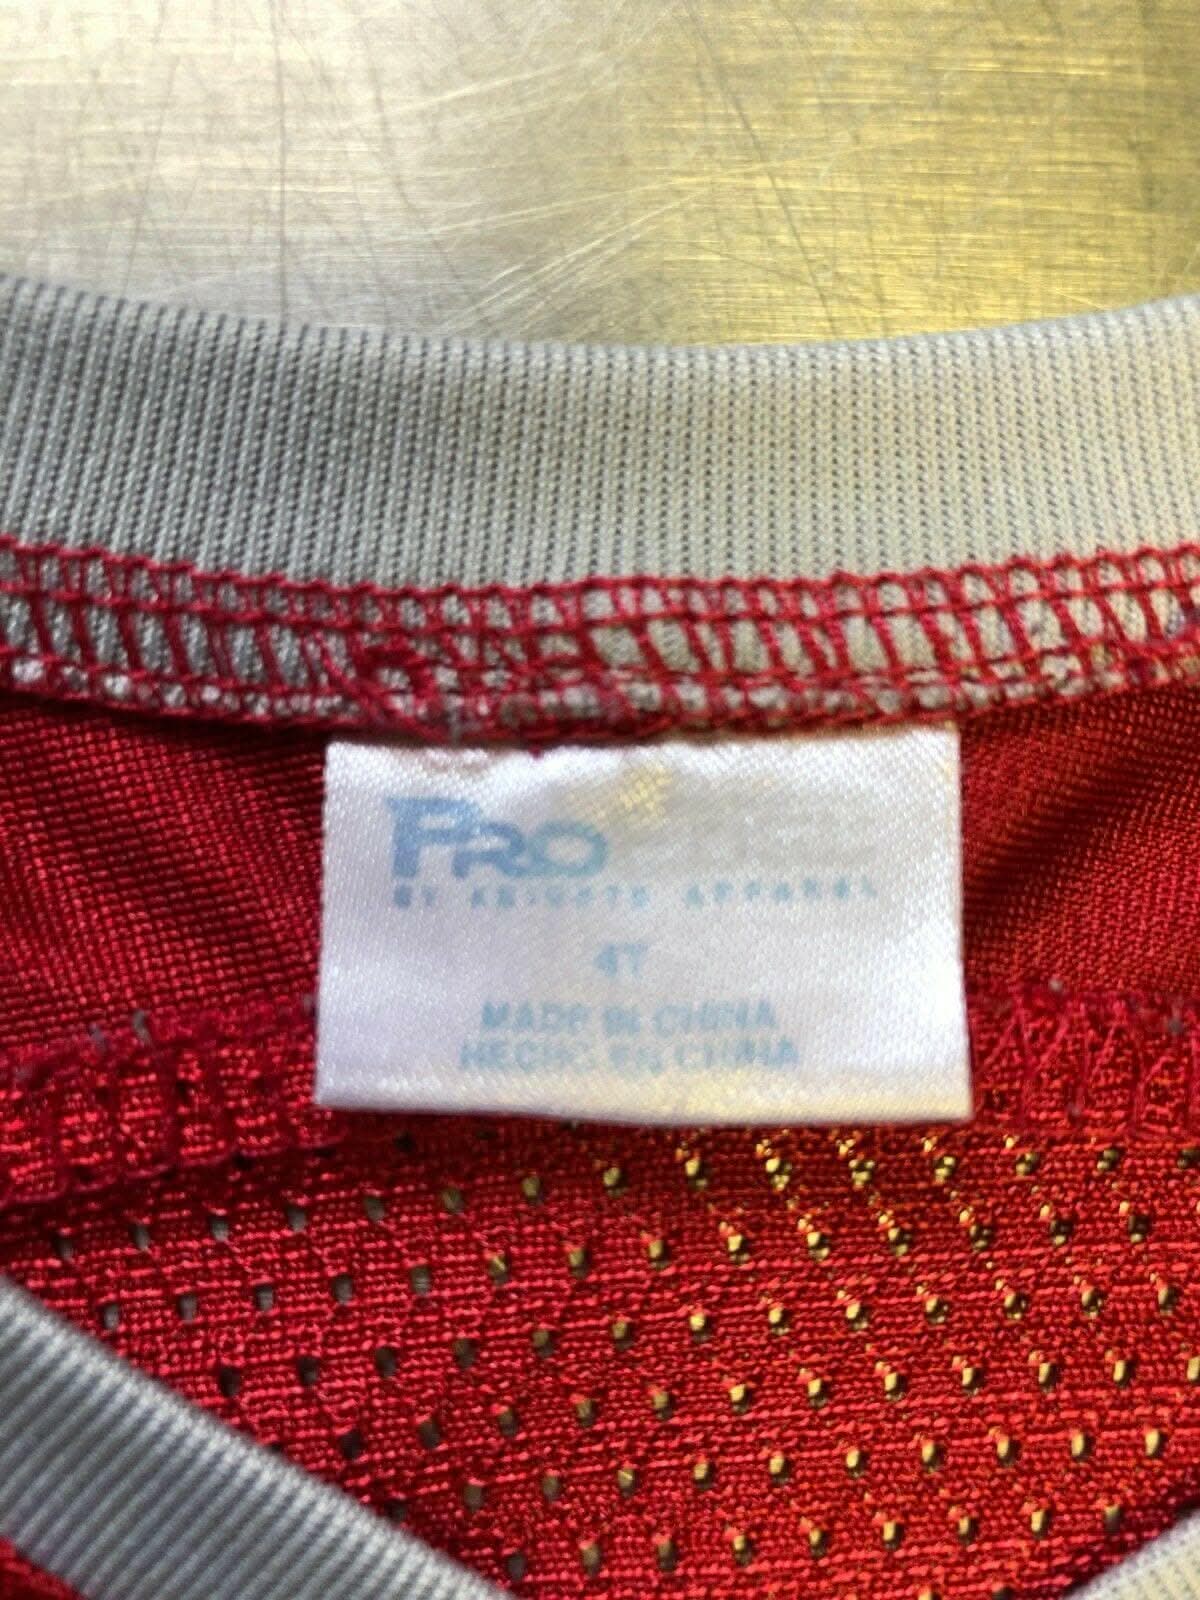 PRO
BY KNIGHTS APPAREL
4T
MADE IN CHINA
HECHO EN CHINA